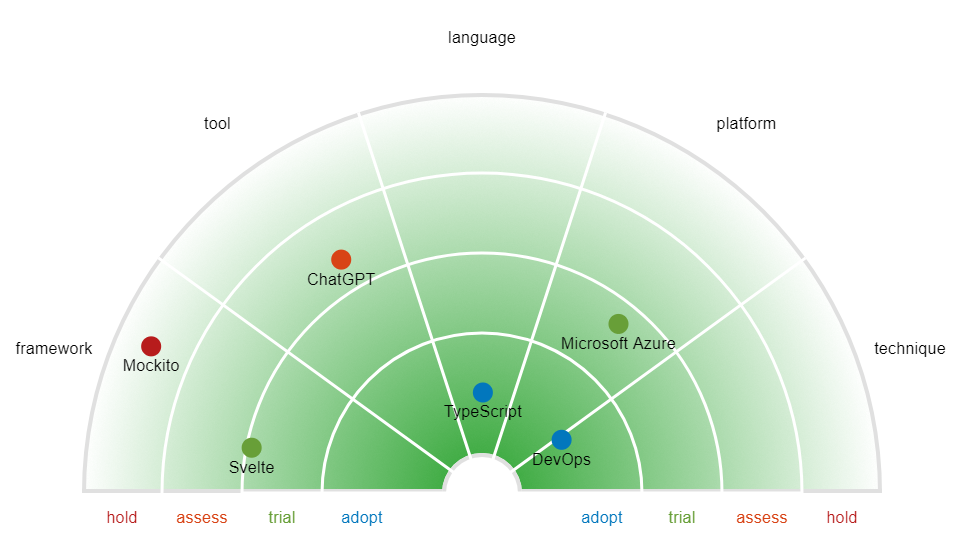 language
tool
platform
ChatGPT
Microsoft Azure
framework
technique
Mockito
TypeScript
DevOps
Svelte
hold assess trial adopt adopt trial assess hold